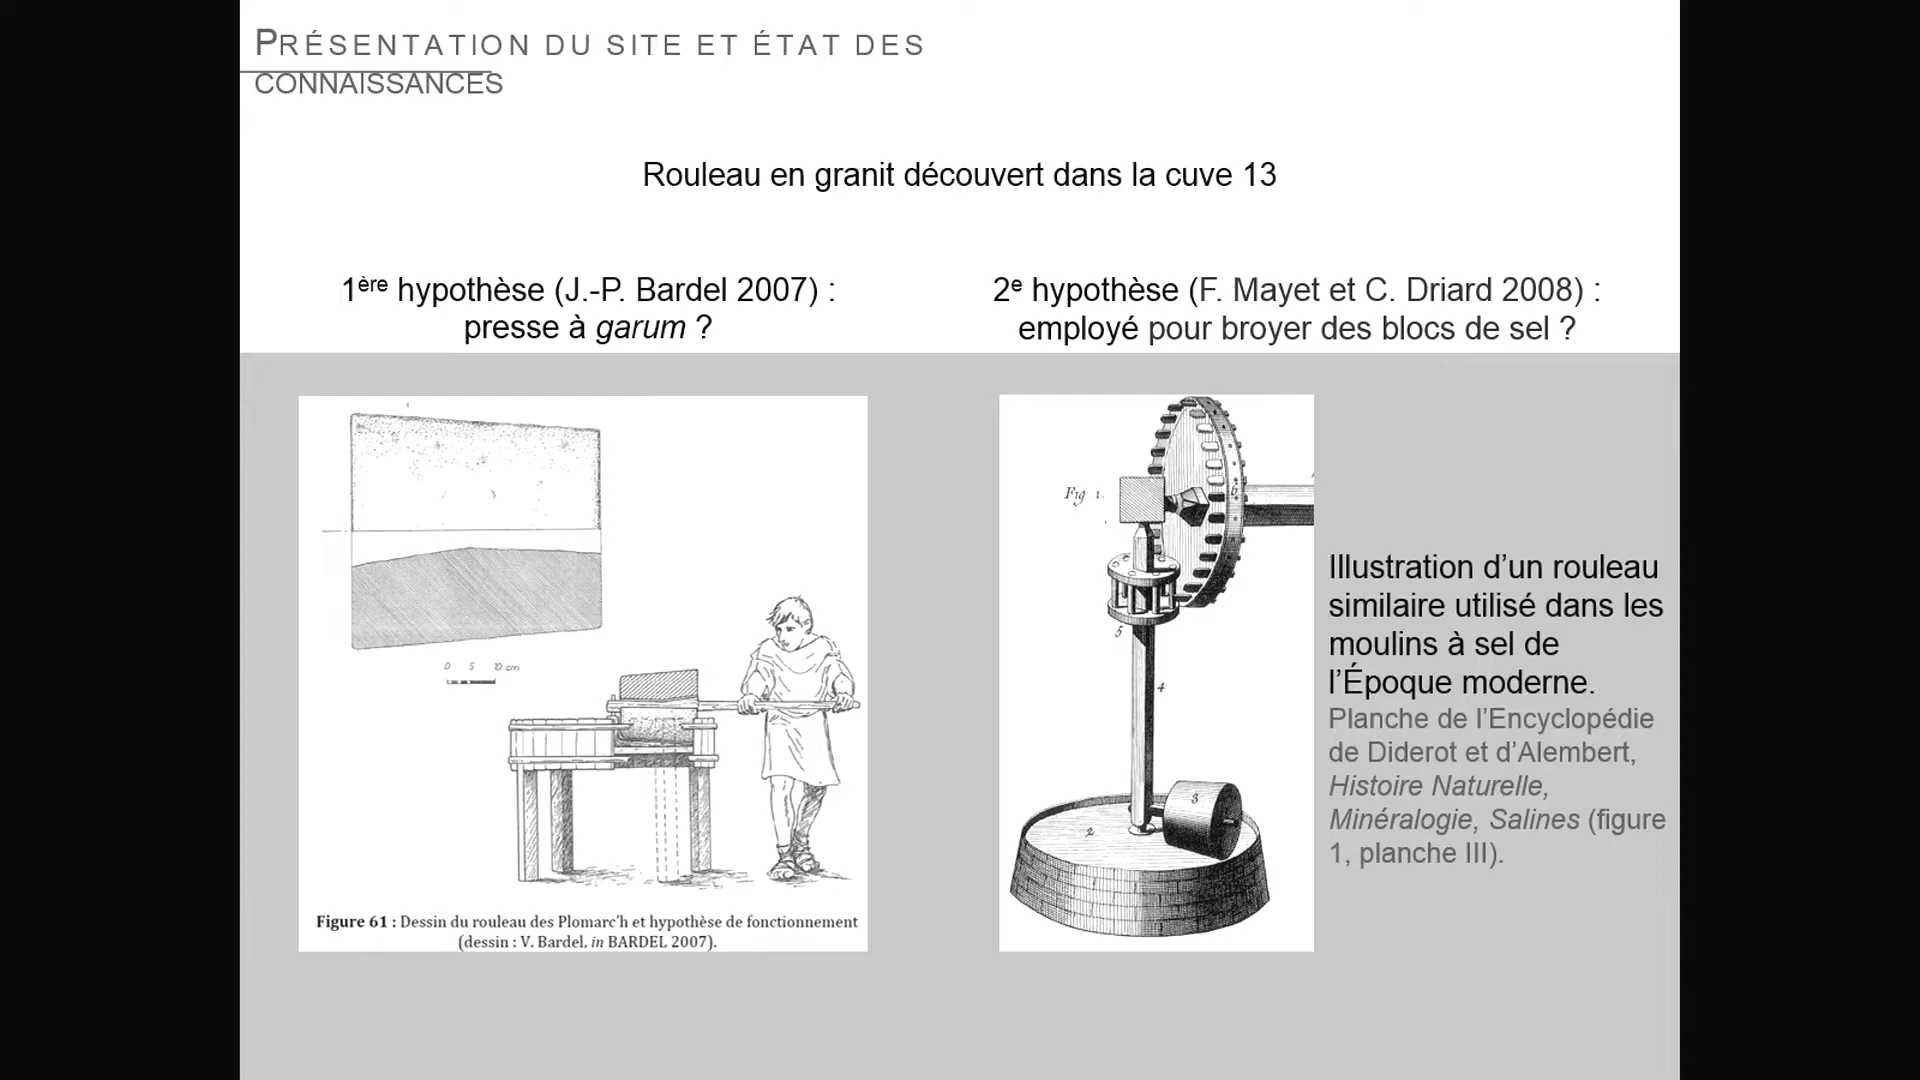 PRÉSENTATION DU SITE ET ÉTAT DES
CONNAISSANCES
Rouleau en granit découvert dans la cuve 13
1ère hypothèse (J.-P. Bardel 2007) :
presse à garum ?
2e hypothèse (F. Mayet et C. Driard 2008) :
employé pour broyer des blocs de sel ?
0 5 10 cm
Figure 61 : Dessin du rouleau des Plomarc'h et hypothèse de fonctionnement
(dessin : V. Bardel, in BARDEL 2007).
Fig 1.
6
5
4
3
2
Illustration d’un rouleau
similaire utilisé dans les
moulins à sel de
l’Époque moderne.
Planche de l’Encyclopédie
de Diderot et d’Alembert,
Histoire Naturelle,
Minéralogie, Salines (figure
1, planche III).